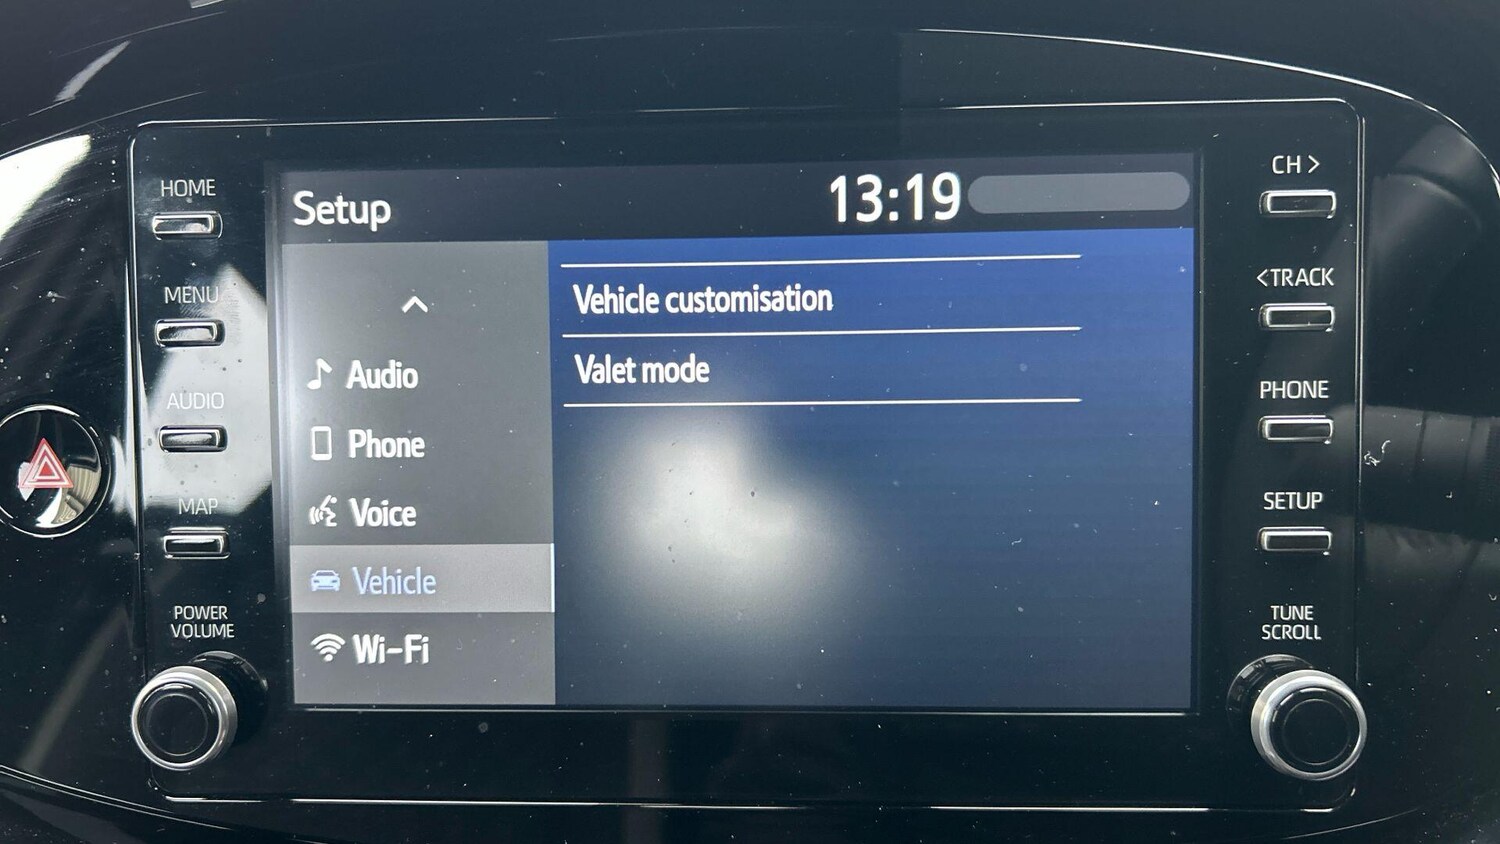 HOME
MENU
AUDIO
MAP
POWER
VOLUME
Setup
13:19
Audio
Phone
Voice
Vehicle
Wi-Fi
Vehicle customisation
Valet mode
CH >
<TRACK
PHONE
SETUP
TUNE
SCROLL